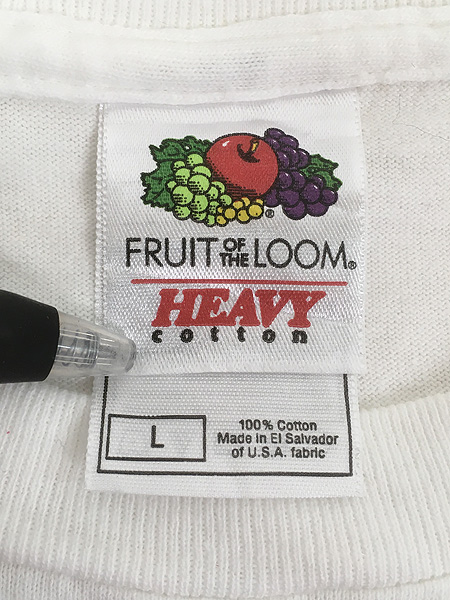 ®
FRUIT OF THE LOOM®
HEAVY
cotton
L
100% Cotton
Made in El Salvador
of U.S.A. fabric